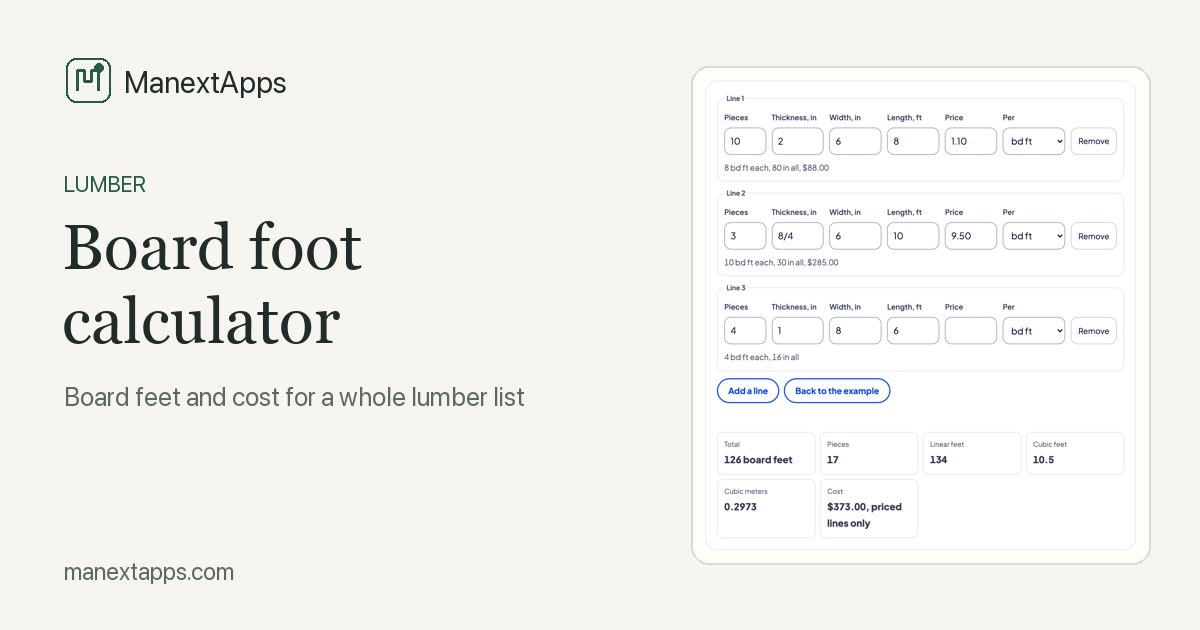 ManextApps
LUMBER
Board foot
calculator
Board feet and cost for a whole lumber list
manextapps.com
Line 1
Pieces Thickness, in Width, in Length, ft Price Per
10 2 6 8 1.10 bd ft Remove
8 bd ft each, 80 in all, $88.00
Line 2
Pieces Thickness, in Width, in Length, ft Price Per
3 8/4 6 10 9.50 bd ft Remove
10 bd ft each, 30 in all, $285.00
Line 3
Pieces Thickness, in Width, in Length, ft Price Per
4 1 8 6 bd ft Remove
4 bd ft each, 16 in all
Add a line Back to the example
Total Pieces Linear feet Cubic feet
126 board feet 17 134 10.5
Cubic meters Cost
0.2973 $373.00, priced
lines only